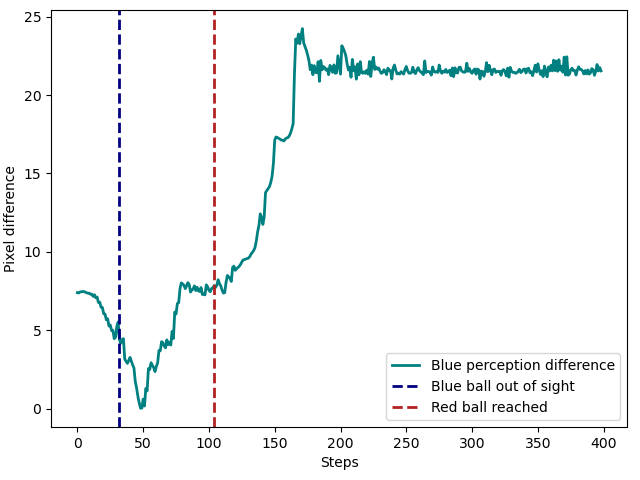 25
20
15
10
5
0
Pixel difference
Blue perception difference
Blue ball out of sight
Red ball reached
0 50 100 150 200 250 300 350 400
Steps